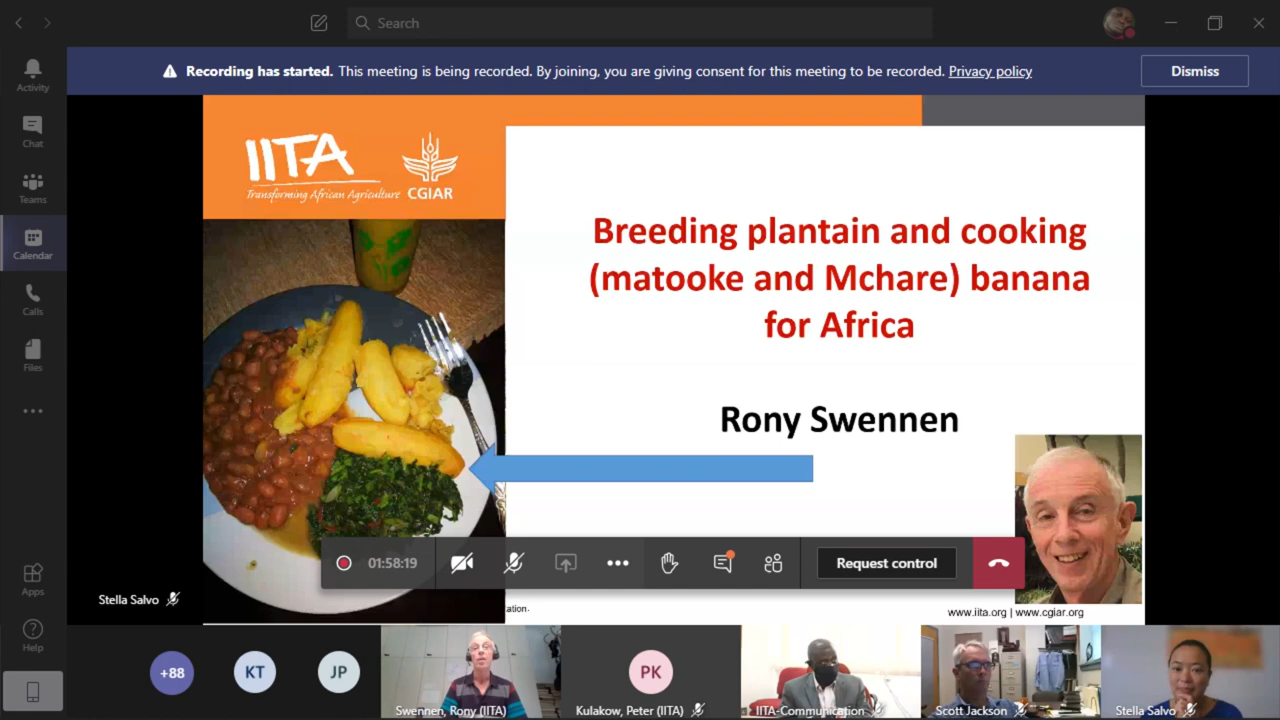 Search
Recording has started. This meeting is being recorded. By joining, you are giving consent for this meeting to be recorded. Privacy policy
Dismiss
Activity
Chat
Teams
Calendar
Calls
Files
Apps
Help
IITA
Transforming African Agriculture
CGIAR
Breeding plantain and cooking
(matooke and Mchare) banana
for Africa
Rony Swennen
01:58:19
Request control
www.iita.org | www.cgiar.org
Stella Salvo
+88
KT
JP
Swennen, Rony (IITA)
PK
Kulakow, Peter (IITA)
IITA-Communication
Scott Jackson
Stella Salvo